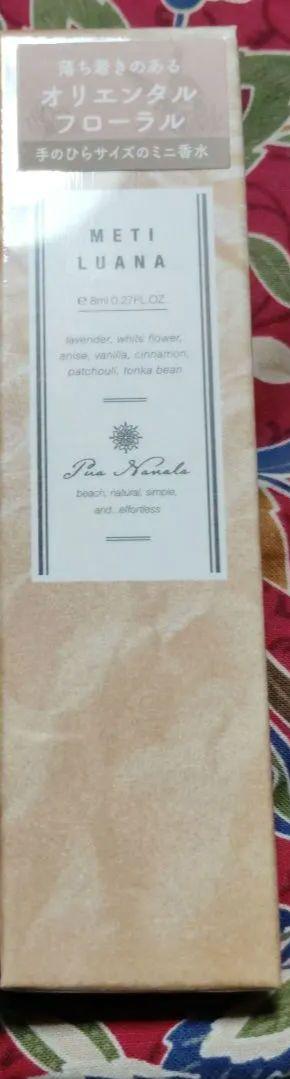 落ち着きのある
オリエンタル
フローラル
手のひらサイズのミニ香水
METI
LUANA
℮ 8ml 0.27FL.OZ.
lavender, white flower,
anise, vanilla, cinnamon,
patchouli, tonka bean
Pua Nanala
beach, natural, simple,
and...effortless